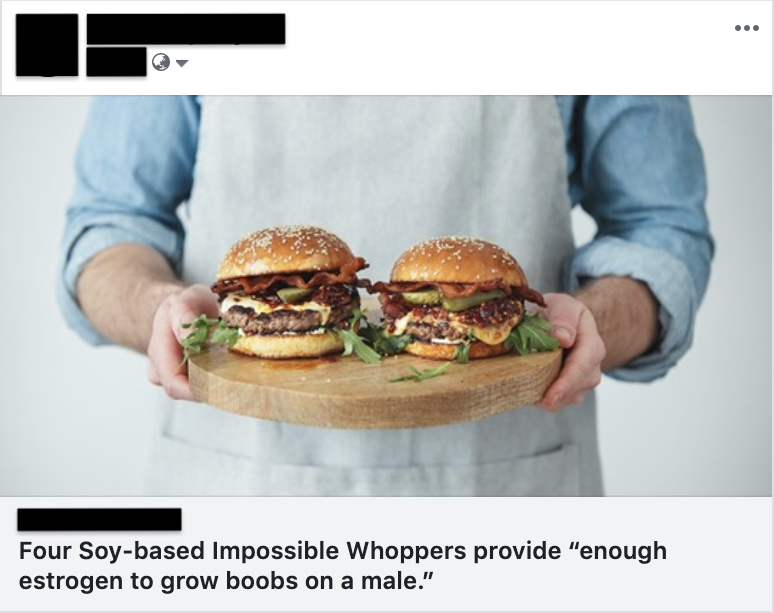 Four Soy-based Impossible Whoppers provide “enough
estrogen to grow boobs on a male.”